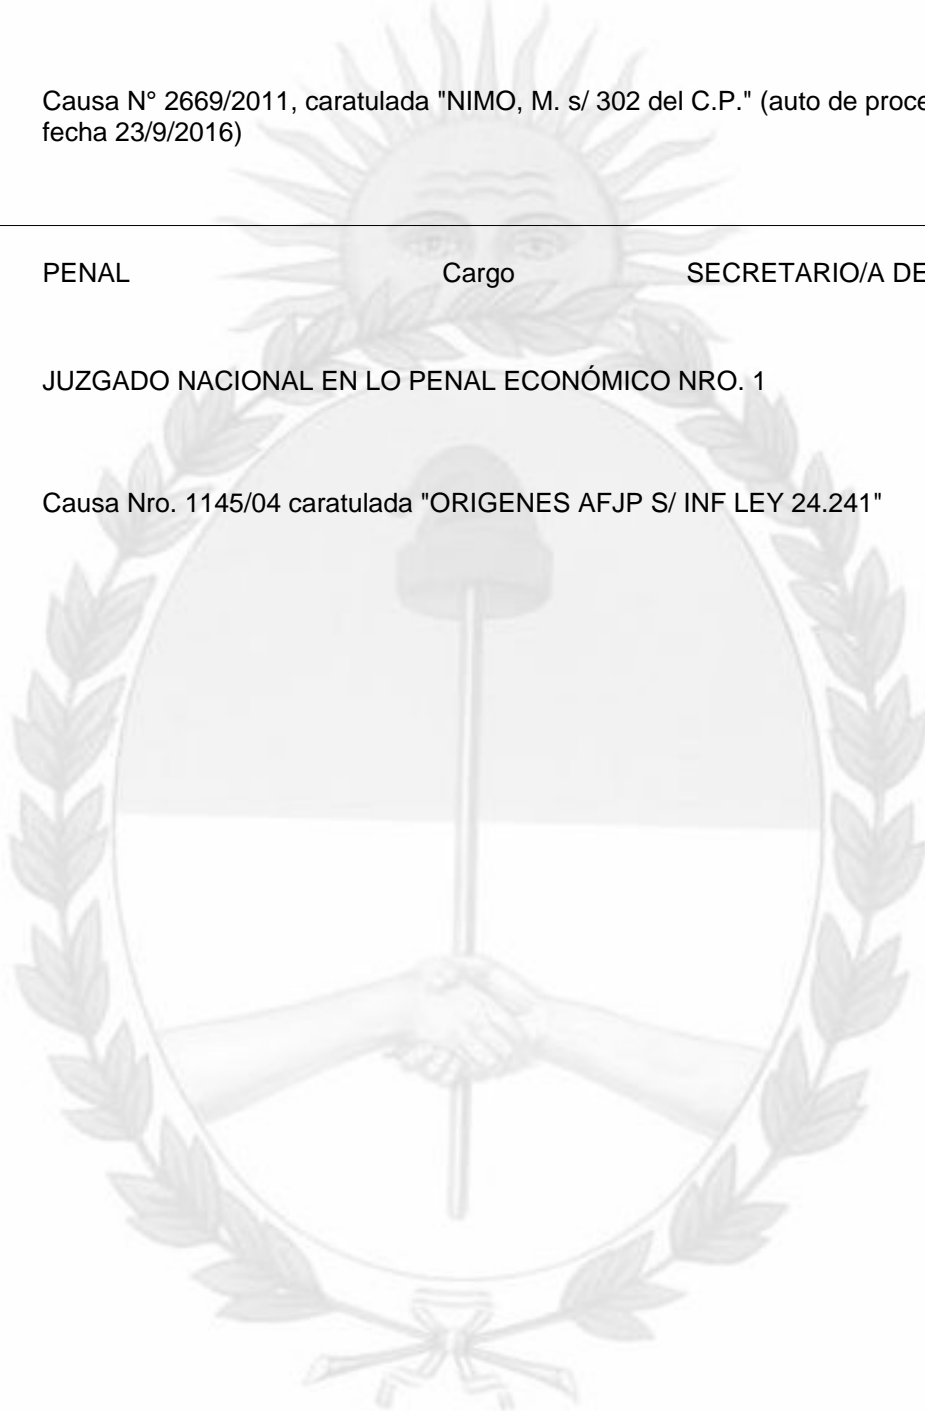 Causa N° 2669/2011, caratulada "NIMO, M. s/ 302 del C.P." (auto de
fecha 23/9/2016)
PENAL Cargo SECRETARIO/A DE
JUZGADO NACIONAL EN LO PENAL ECONÓMICO NRO. 1
Causa Nro. 1145/04 caratulada "ORIGENES AFJP S/ INF LEY 24.241"